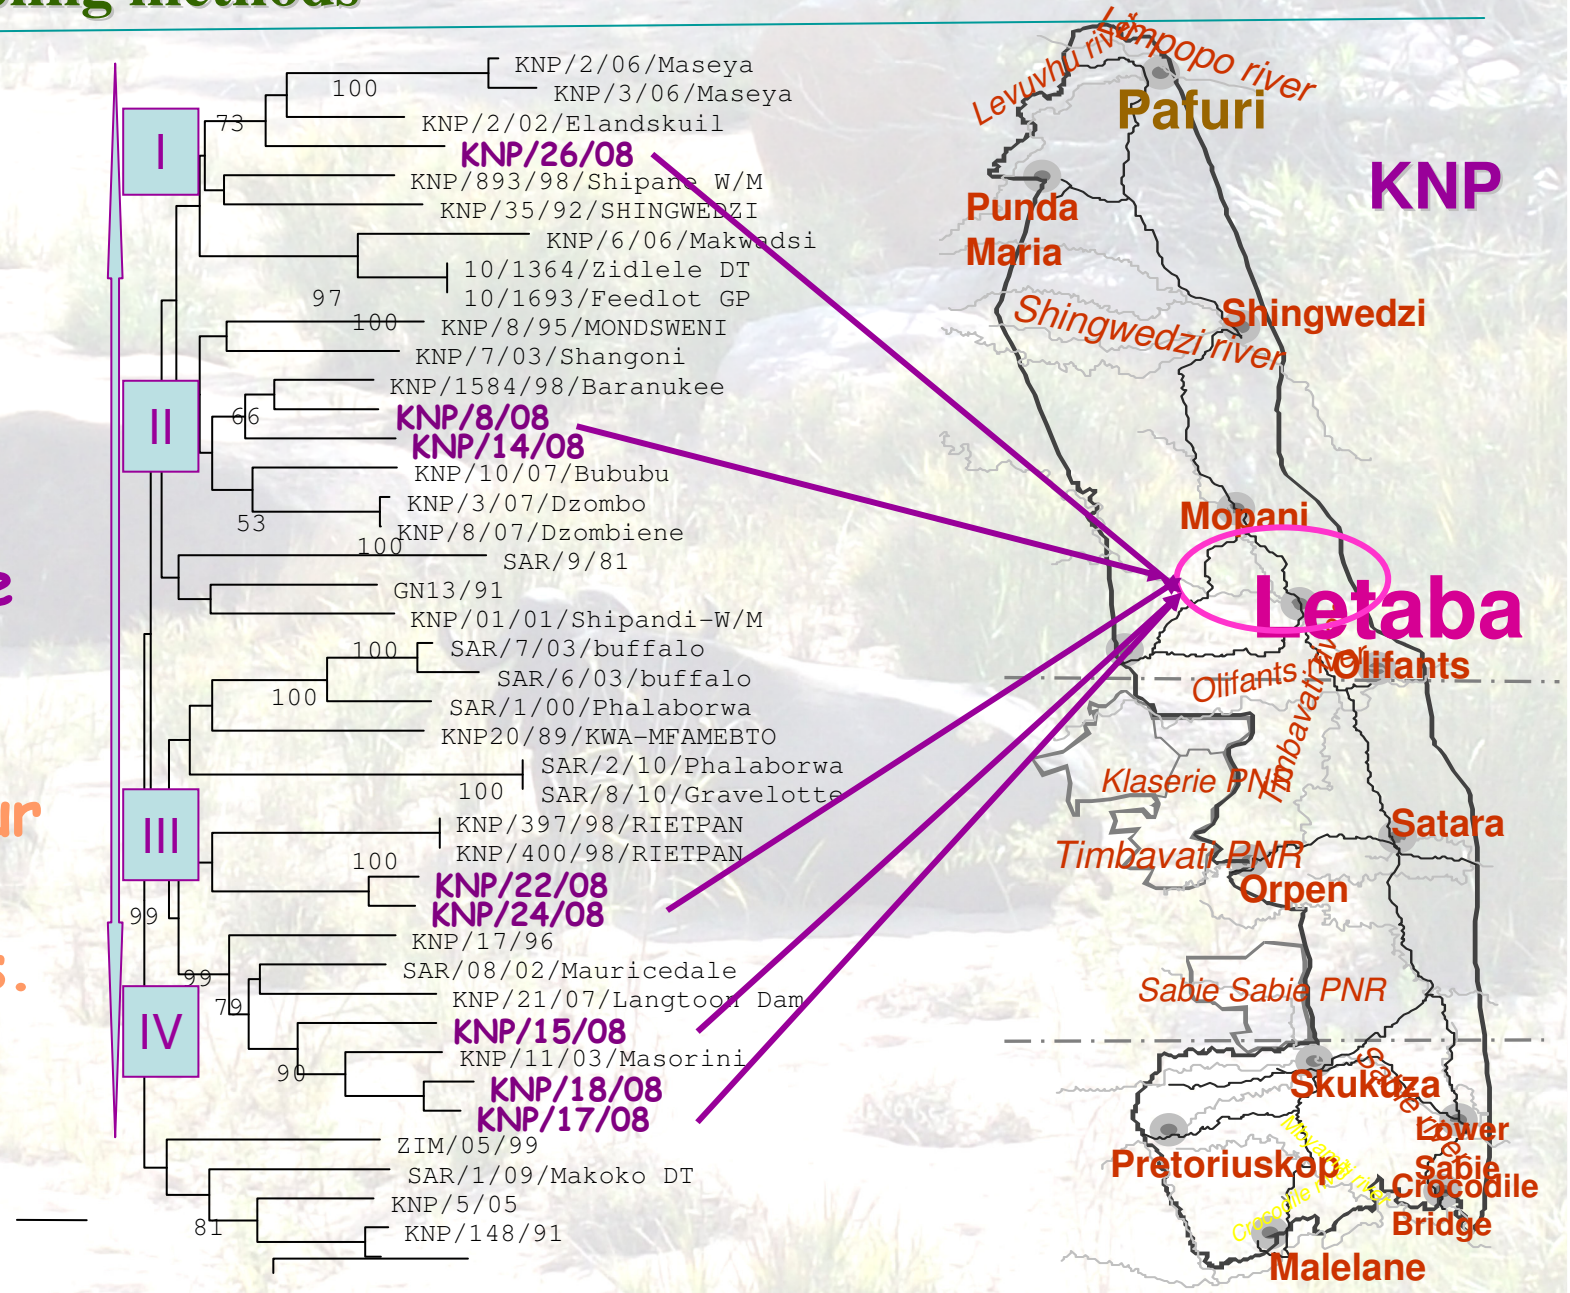 methods
KNP/2/06/Maseya
100
KNP/3/06/Maseya
73
KNP/2/02/Elandskuil
I
KNP/26/08
KNP/893/98/Shipane W/M
KNP/35/92/SHINGWEDZI
KNP/6/06/Makwadsi
10/1364/Zidlele DT
97
10/1693/Feedlot GP
100
KNP/8/95/MONDSWENI
KNP/7/03/Shangoni
KNP/1584/98/Baranukee
66
KNP/8/08
II
KNP/14/08
KNP/10/07/Bububu
KNP/3/07/Dzombo
53
KNP/8/07/Dzombiene
100
SAR/9/81
GN13/91
KNP/01/01/Shipandi-W/M
100
SAR/7/03/buffalo
SAR/6/03/buffalo
100
SAR/1/00/Phalaborwa
KNP20/89/KWA-MFAMEBTO
SAR/2/10/Phalaborwa
100
SAR/8/10/Gravelotte
III
KNP/397/98/RIETPAN
KNP/400/98/RIETPAN
100
KNP/22/08
KNP/24/08
99
KNP/17/96
SAR/08/02/Mauricedale
99
KNP/21/07/Langtoon Dam
79
IV
KNP/15/08
KNP/11/03/Masorini
90
KNP/18/08
KNP/17/08
ZIM/05/99
SAR/1/09/Makoko DT
KNP/5/05
81
KNP/148/91
Limpopo river
Levuvhu river
Pafuri
KNP
Punda
Maria
Shingwedzi
Shingwedzi river
Mopani
Letaba
Olifants
Olifants river
Timbavati river
Klaserie PNR
Satara
Timbavati PNR
Orpen
Sabie Sabie PNR
Skukuza
Sabie river
Lower
Sabie
Pretoriuskop
Crocodile
Bridge
Crocodile river
Malelane